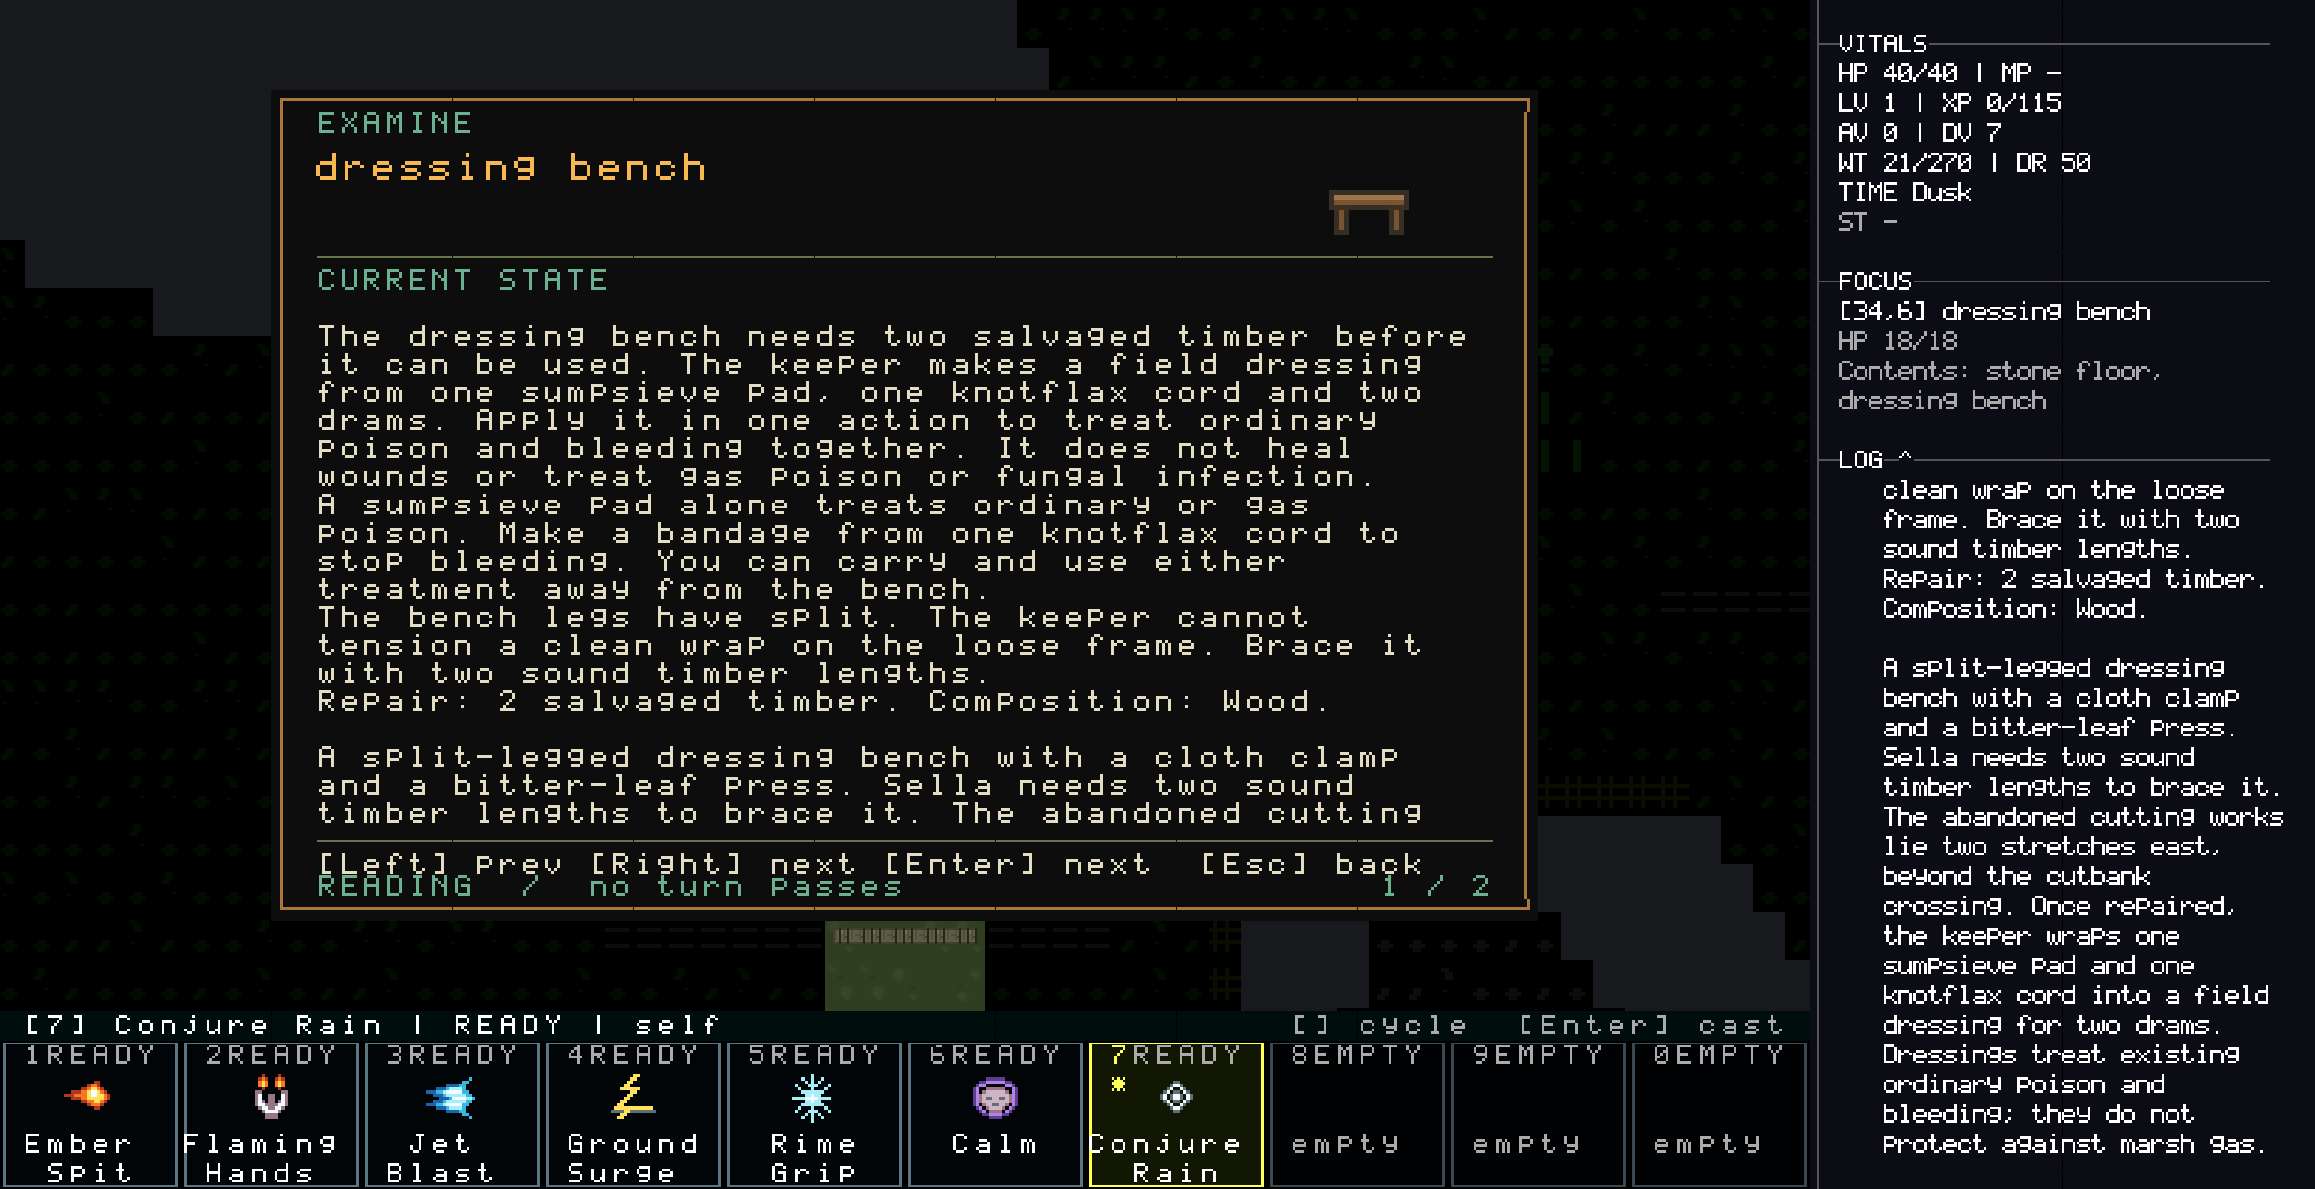 EXAMINE
dressing bench
CURRENT STATE
The dressing bench needs two salvaged timber before
it can be used. The keeper makes a field dressing
from one sumpsieve pad, one knotflax cord and two
drams. Apply it in one action to treat ordinary
poison and bleeding together. It does not heal
wounds or treat gas poison or fungal infection.
A sumpsieve pad alone treats ordinary or gas
poison. Make a bandage from one knotflax cord to
stop bleeding. You can carry and use either
treatment away from the bench.
The bench legs have split. The keeper cannot
tension a clean wrap on the loose frame. Brace it
with two sound timber lengths.
Repair: 2 salvaged timber. Composition: Wood.
A split-legged dressing bench with a cloth clamp
and a bitter-leaf press. Sella needs two sound
timber lengths to brace it. The abandoned cutting
[Left] prev [Right] next [Enter] next [Esc] back
READING / no turn passes 1 / 2
VITALS
HP 40/40 | MP -
LV 1 | XP 0/115
AV 0 | DV 7
WT 21/270 | DR 50
TIME Dusk
ST -
FOCUS
[34,6] dressing bench
HP 18/18
Contents: stone floor,
dressing bench
LOG ^
clean wrap on the loose
frame. Brace it with two
sound timber lengths.
Repair: 2 salvaged timber.
Composition: Wood.
A split-legged dressing
bench with a cloth clamp
and a bitter-leaf press.
Sella needs two sound
timber lengths to brace it.
The abandoned cutting works
lie two stretches east,
beyond the cutbank
crossing. Once repaired,
the keeper wraps one
sumpsieve pad and one
knotflax cord into a field
dressing for two drams.
Dressings treat existing
ordinary poison and
bleeding; they do not
protect against marsh gas.
[7] Conjure Rain | READY | self [] cycle [Enter] cast
1READY 2READY 3READY 4READY 5READY 6READY 7READY 8EMPTY 9EMPTY 0EMPTY
Ember Flaming Jet Ground Rime Calm Conjure empty empty empty
Spit Hands Blast Surge Grip Rain